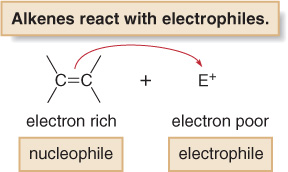 Alkenes react with electrophiles.
C=C + E⁺
electron rich electron poor
nucleophile electrophile